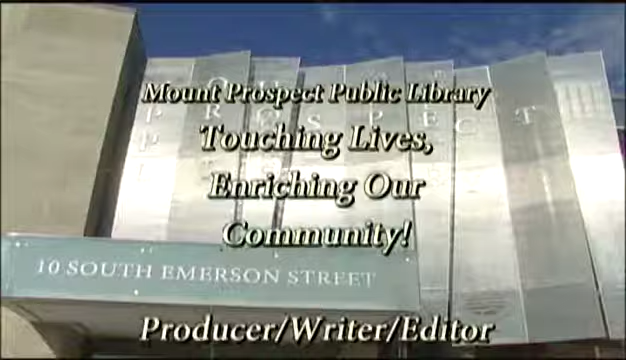 Mount Prospect Public Library
Touching Lives,
Enriching Our
Community!
10 SOUTH EMERSON STREET
Producer/Writer/Editor